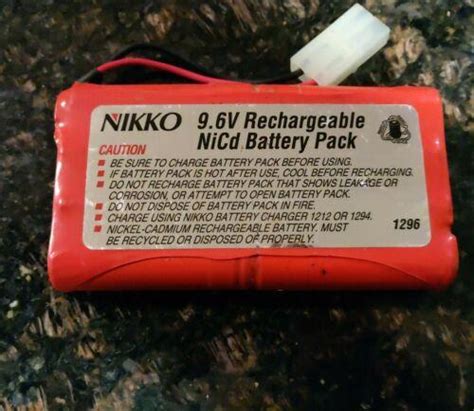 NIKKO 9.6V Rechargeable
NiCd Battery Pack
CAUTION
BE SURE TO CHARGE BATTERY PACK BEFORE USING.
IF BATTERY PACK IS HOT AFTER USE, COOL BEFORE RECHARGING.
DO NOT RECHARGE BATTERY PACK THAT SHOWS LEAKAGE OR
CORROSION, OR ATTEMPT TO OPEN BATTERY PACK.
DO NOT DISPOSE OF BATTERY PACK IN FIRE.
CHARGE USING NIKKO BATTERY CHARGER 1212 OR 1294.
NICKEL-CADMIUM RECHARGEABLE BATTERY. MUST
BE RECYCLED OR DISPOSED OF PROPERLY.
1296